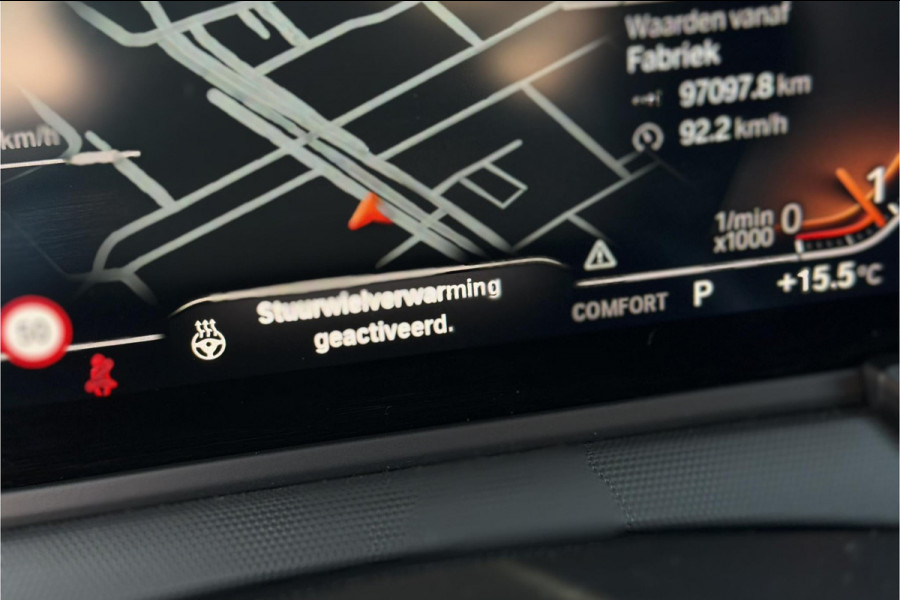 Waarden vanaf
Fabriek
97097.8 km
92.2 km/h
km/h
1
1/min 0
x1000
+15.5°C
COMFORT P
Stuurwielverwarming
geactiveerd.